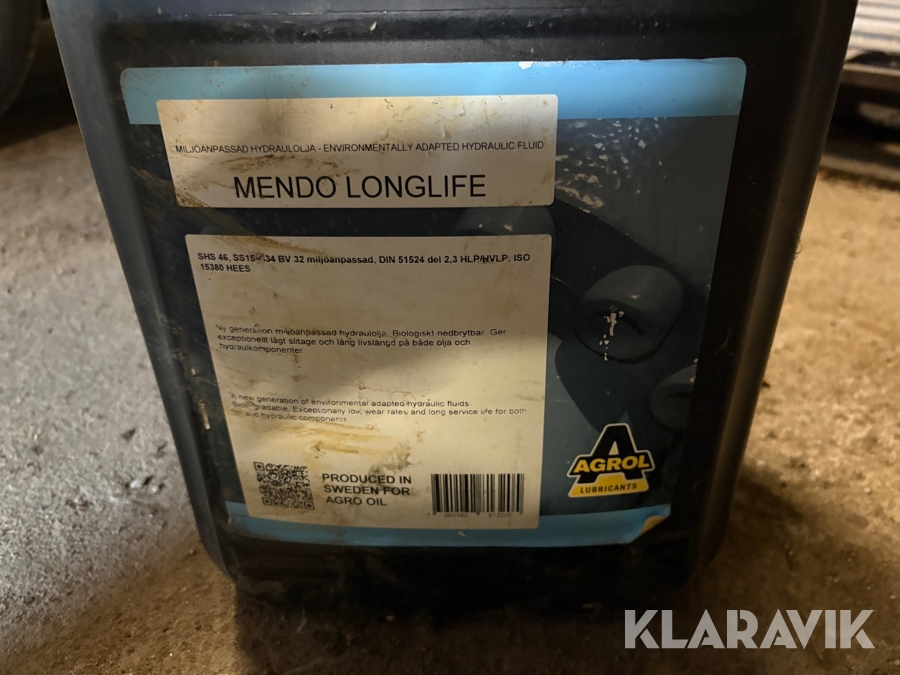 MILJÖANPASSAD HYDRAULOLJA - ENVIRONMENTALLY ADAPTED HYDRAULIC FLUID
MENDO LONGLIFE
SHS 46, 34 BV 32 miljöanpassad, DIN 51524 del 2,3 HLP/HVLP, ISO
15380 HEES
Ny generation miljöanpassad hydraulolja. Biologiskt nedbrytbar. Ger
exceptionellt lågt slitage och lång livslängd på både olja och
hydraulkomponenter
A new generation of environmental adapted hydraulic fluids.
Exceptionally low wear rates and long service life for both
hydraulic components
PRODUCED IN
SWEDEN FOR
AGRO OIL
AGROL
LUBRICANTS
KLARAVIK